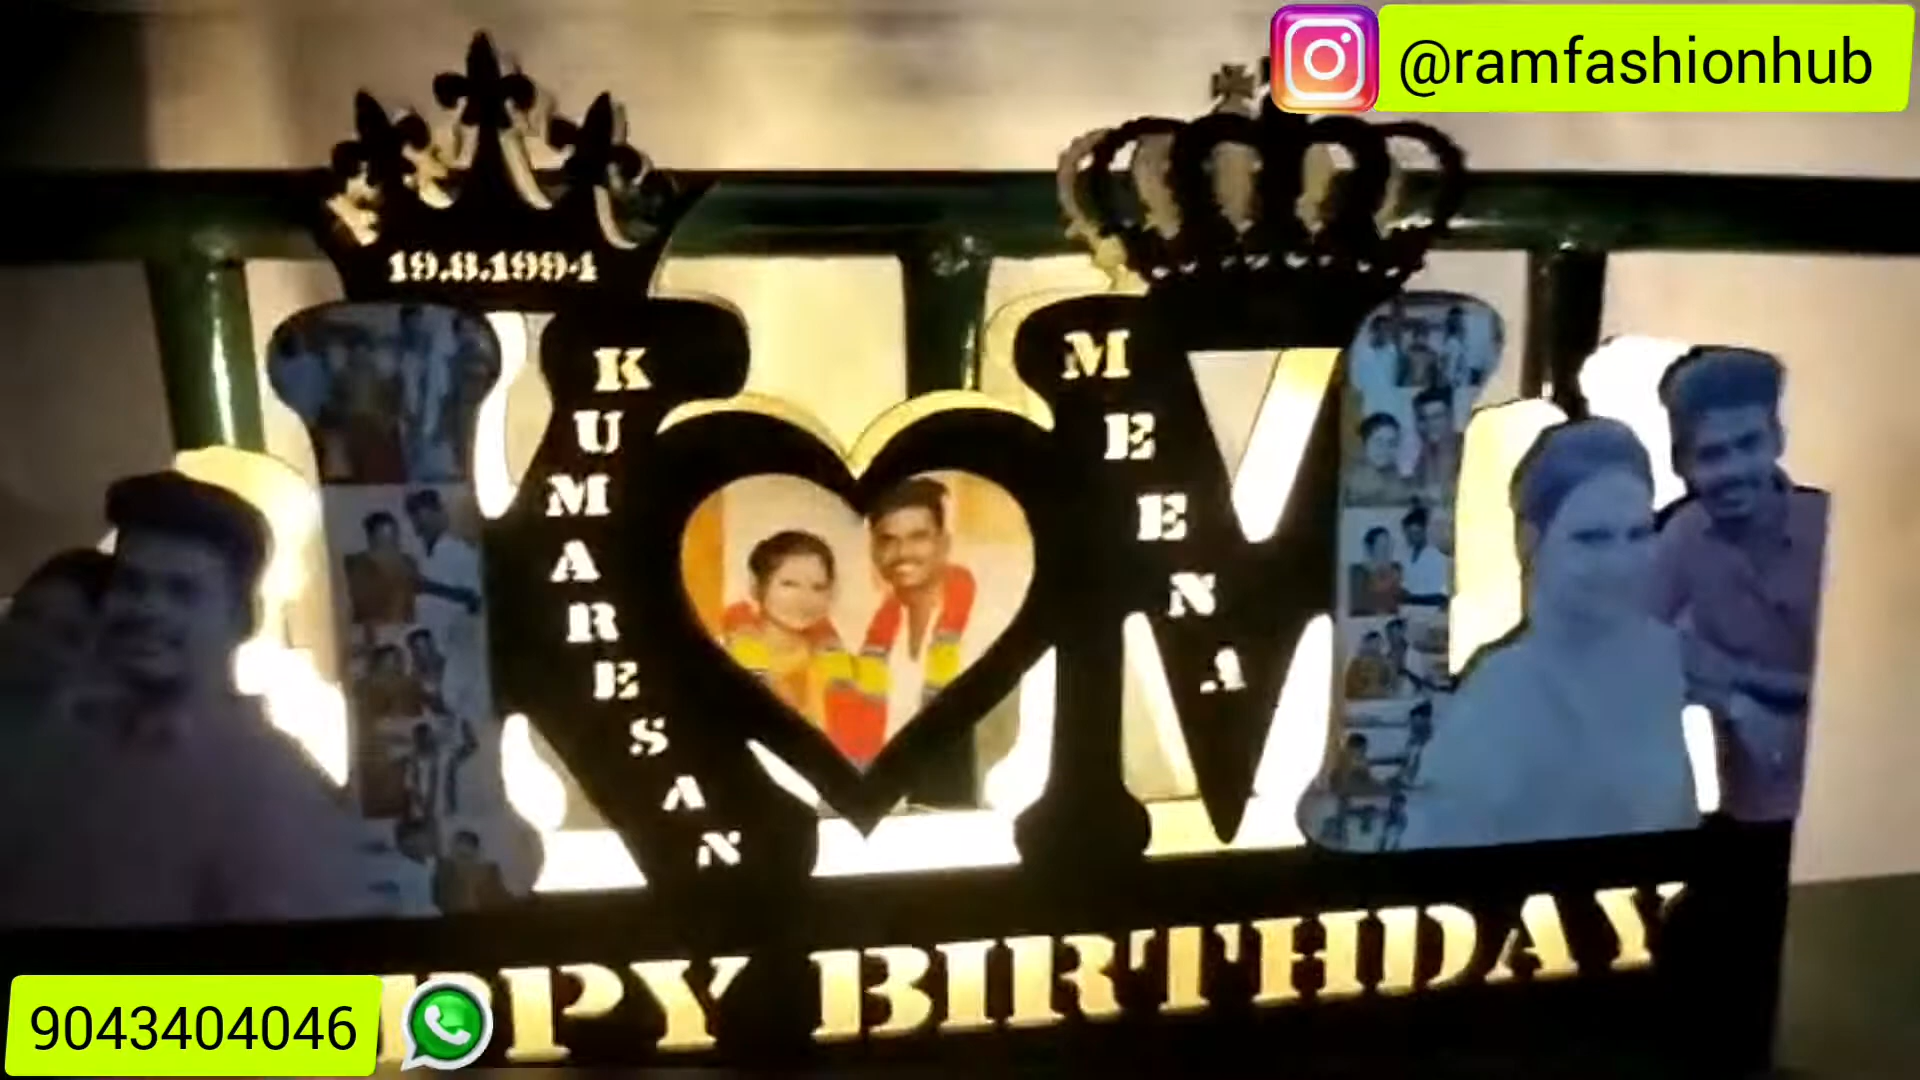 @ramfashionhub
19.8.1994
KUMARESAN
MEENA
PPY BIRTHDAY
9043404046